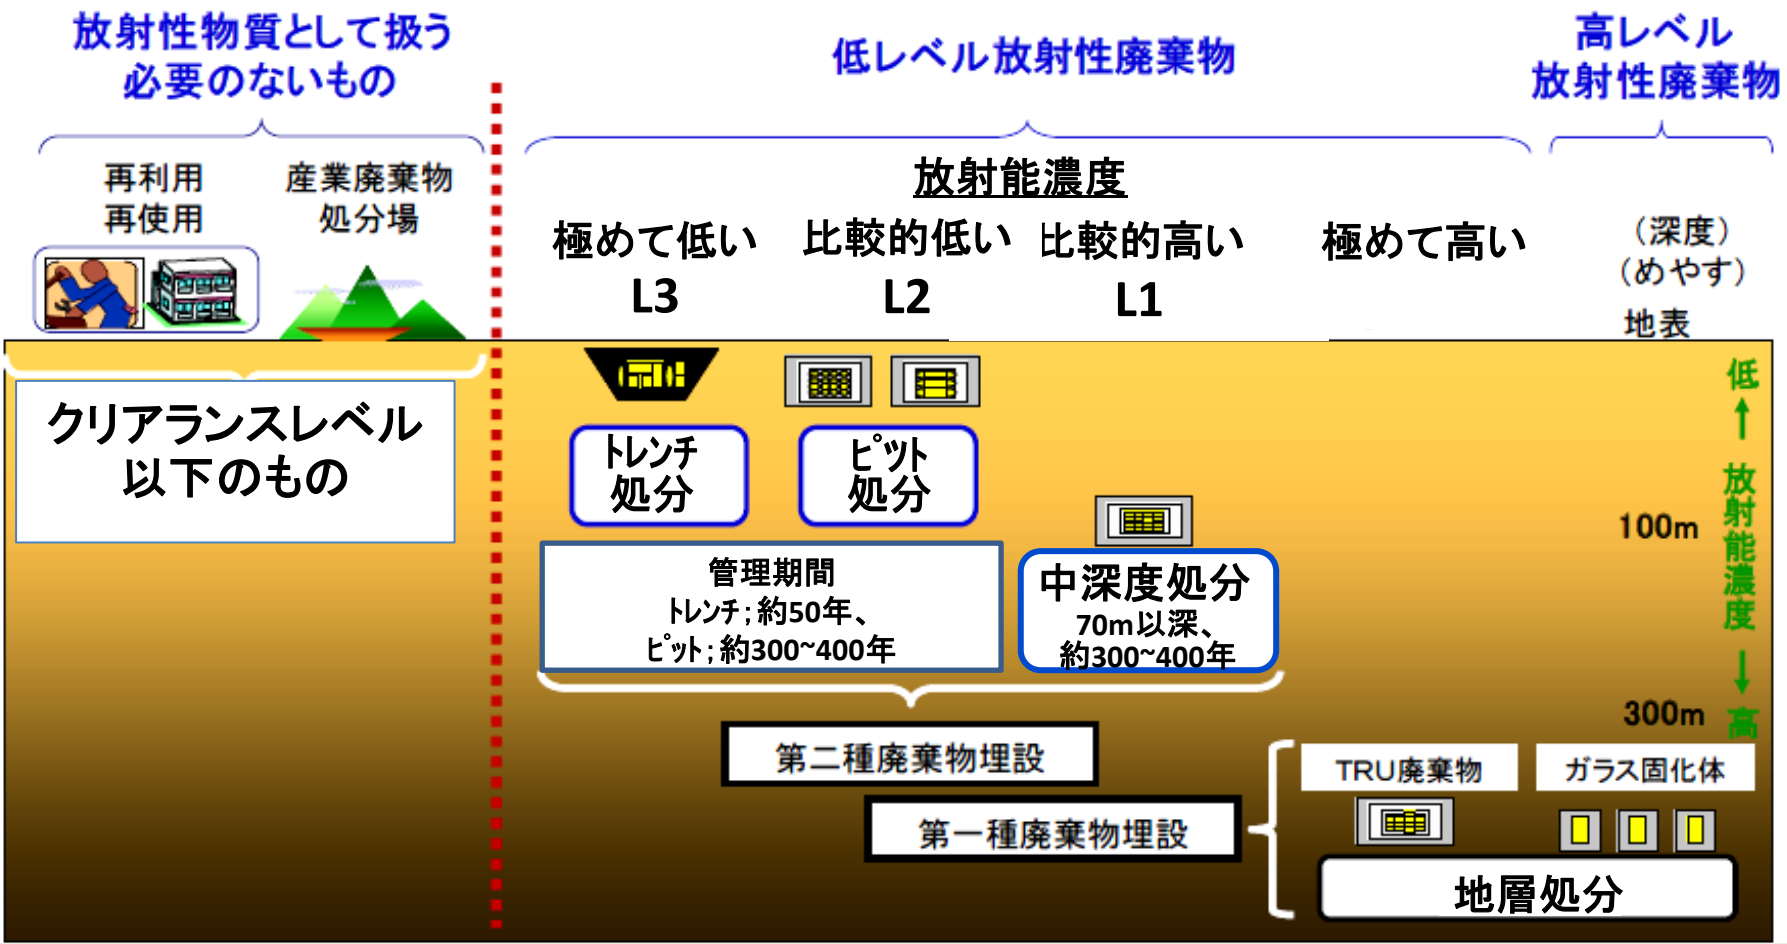 放射性物質として扱う
必要のないもの
低レベル放射性廃棄物
高レベル
放射性廃棄物
再利用
再使用
産業廃棄物
処分場
放射能濃度
極めて低い
L3
比較的低い
L2
比較的高い
L1
極めて高い
（深度）
（めやす）
地表
クリアランスレベル
以下のもの
トレンチ
処分
ピット
処分
管理期間
トレンチ；約50年、
ピット；約300~400年
中深度処分
70m以深、
約300~400年
100m
300m
低
放射能濃度
高
第二種廃棄物埋設
第一種廃棄物埋設
TRU廃棄物
ガラス固化体
地層処分